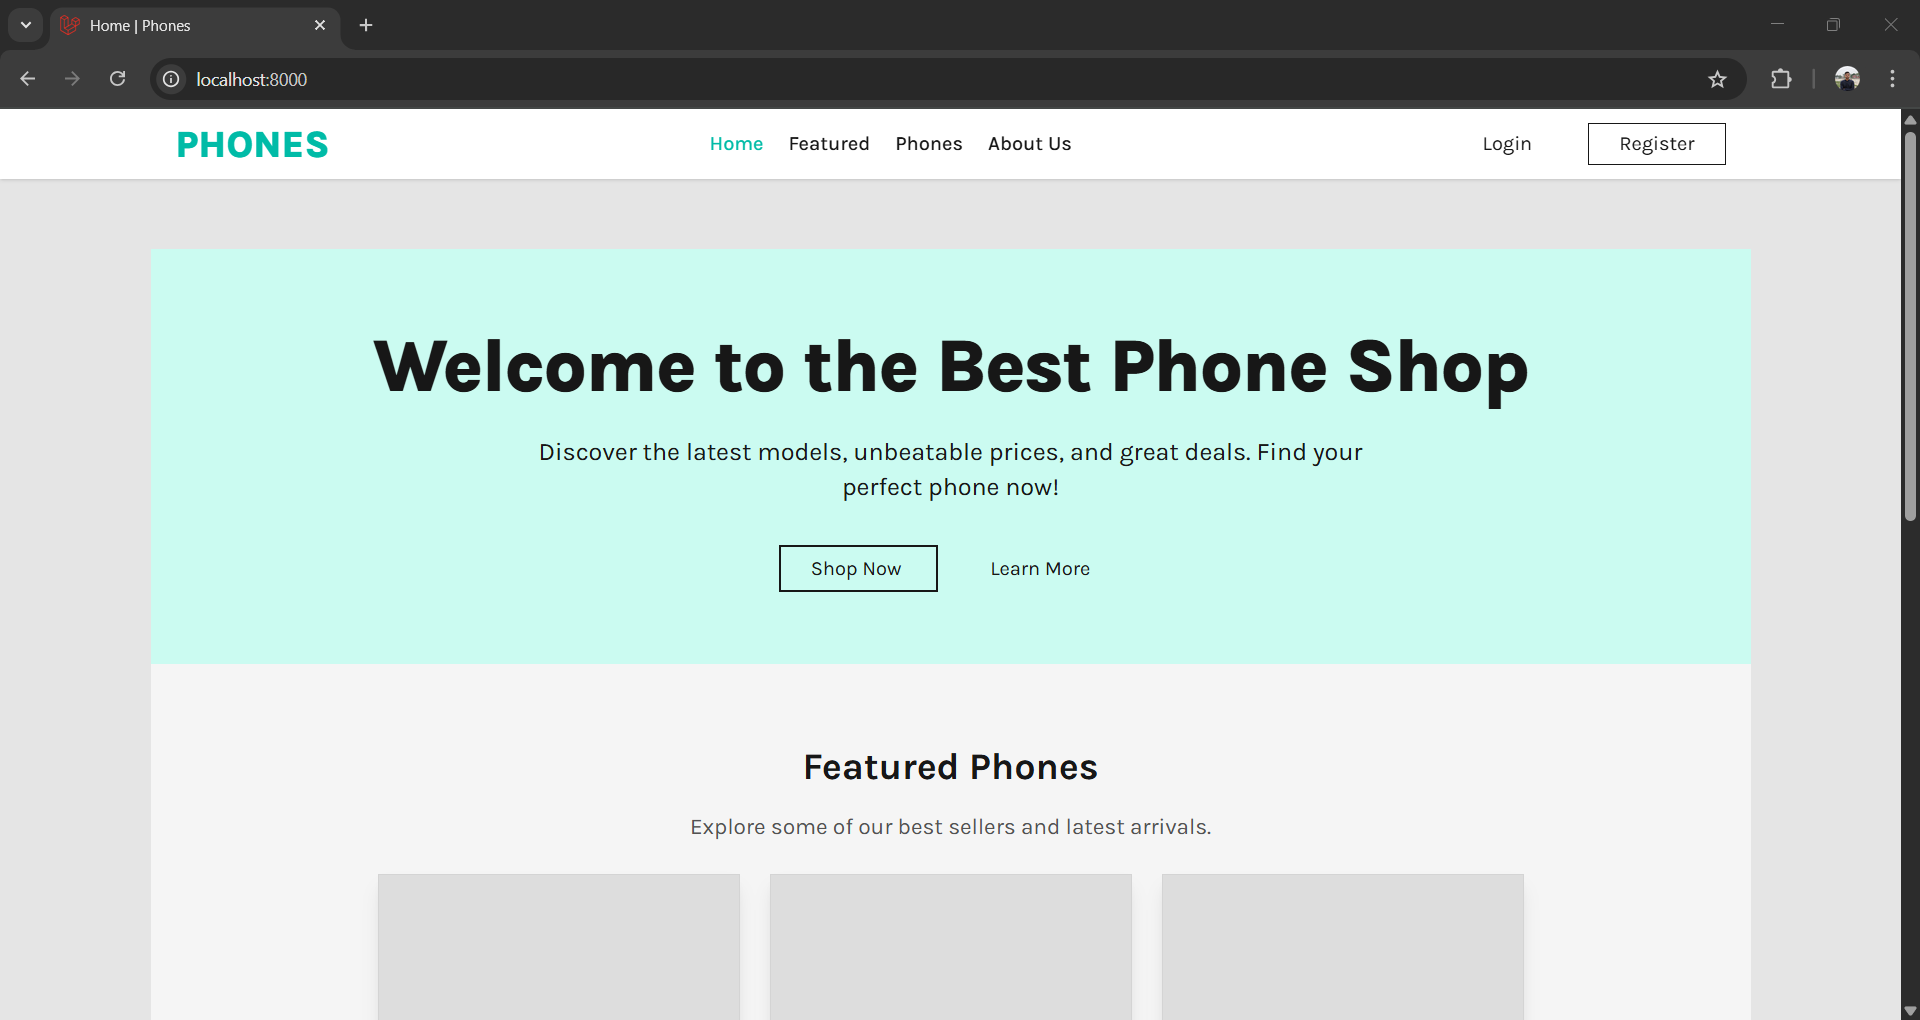 Home | Phones
localhost:8000
PHONES
Home Featured Phones About Us
Login Register
Welcome to the Best Phone Shop
Discover the latest models, unbeatable prices, and great deals. Find your
perfect phone now!
Shop Now Learn More
Featured Phones
Explore some of our best sellers and latest arrivals.